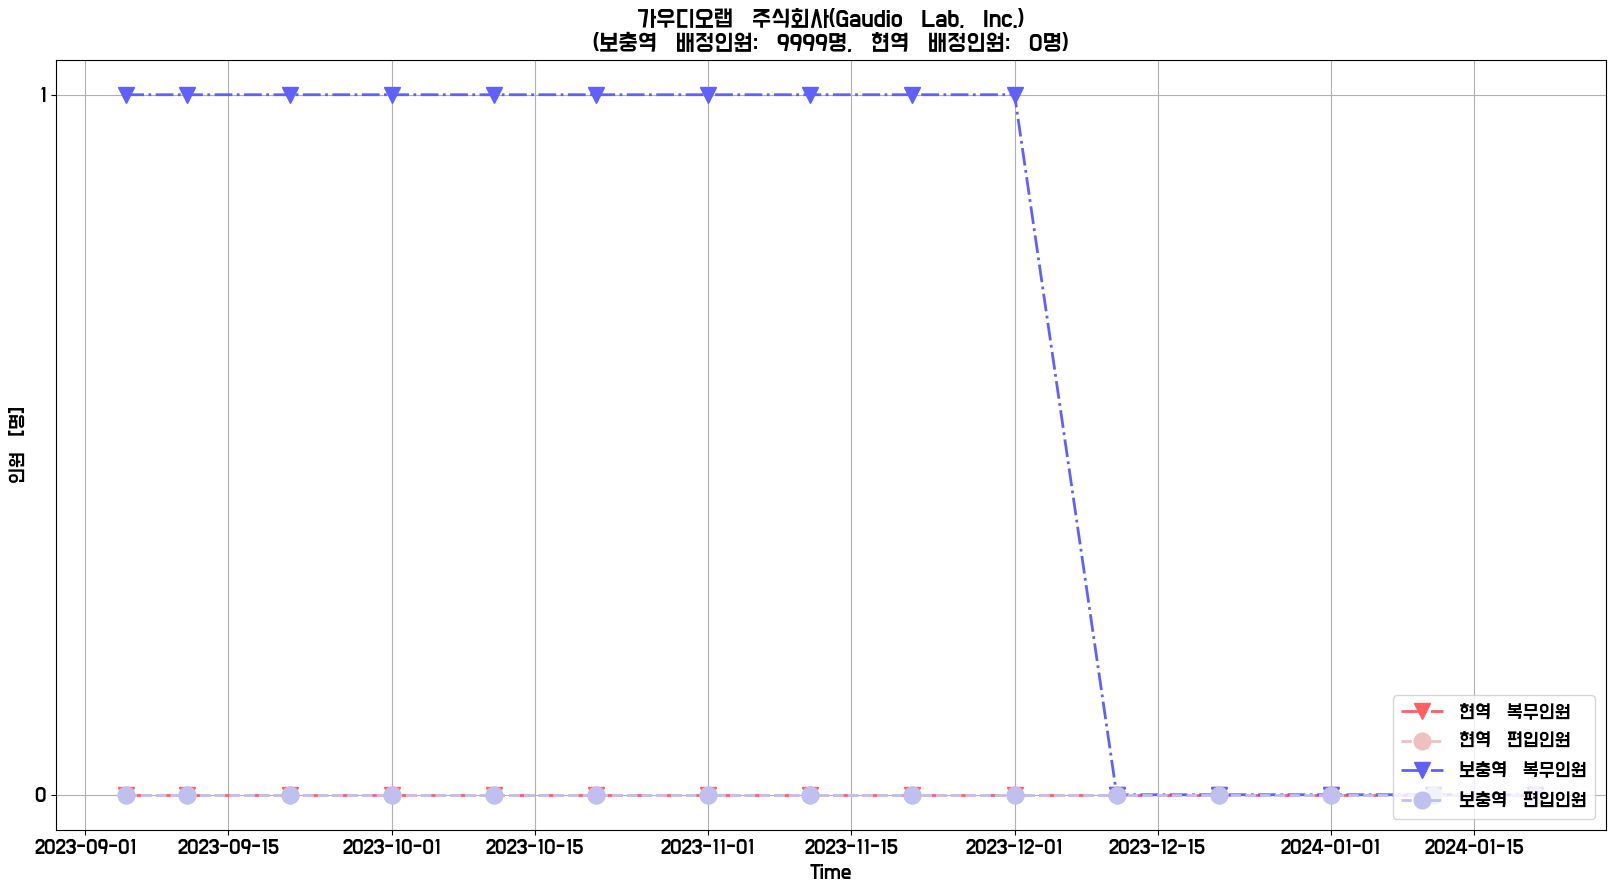 가우디오랩 주식회사(Gaudio Lab, Inc.)
(보충역 배정인원: 9999명, 현역 배정인원: 0명)
1
0
인원 [명]
현역 복무인원
현역 편입인원
보충역 복무인원
보충역 편입인원
2023-09-01 2023-09-15 2023-10-01 2023-10-15 2023-11-01 2023-11-15 2023-12-01 2023-12-15 2024-01-01 2024-01-15
Time